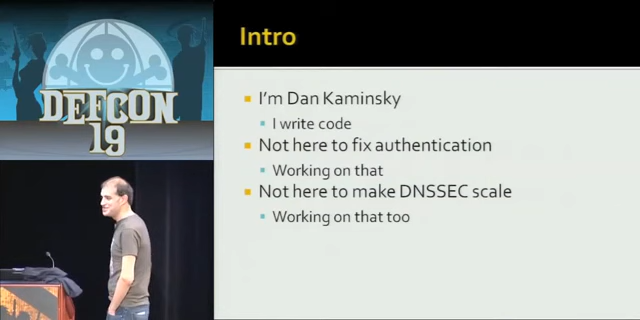 DEFCON
19
Intro
I'm Dan Kaminsky
I write code
Not here to fix authentication
Working on that
Not here to make DNSSEC scale
Working on that too